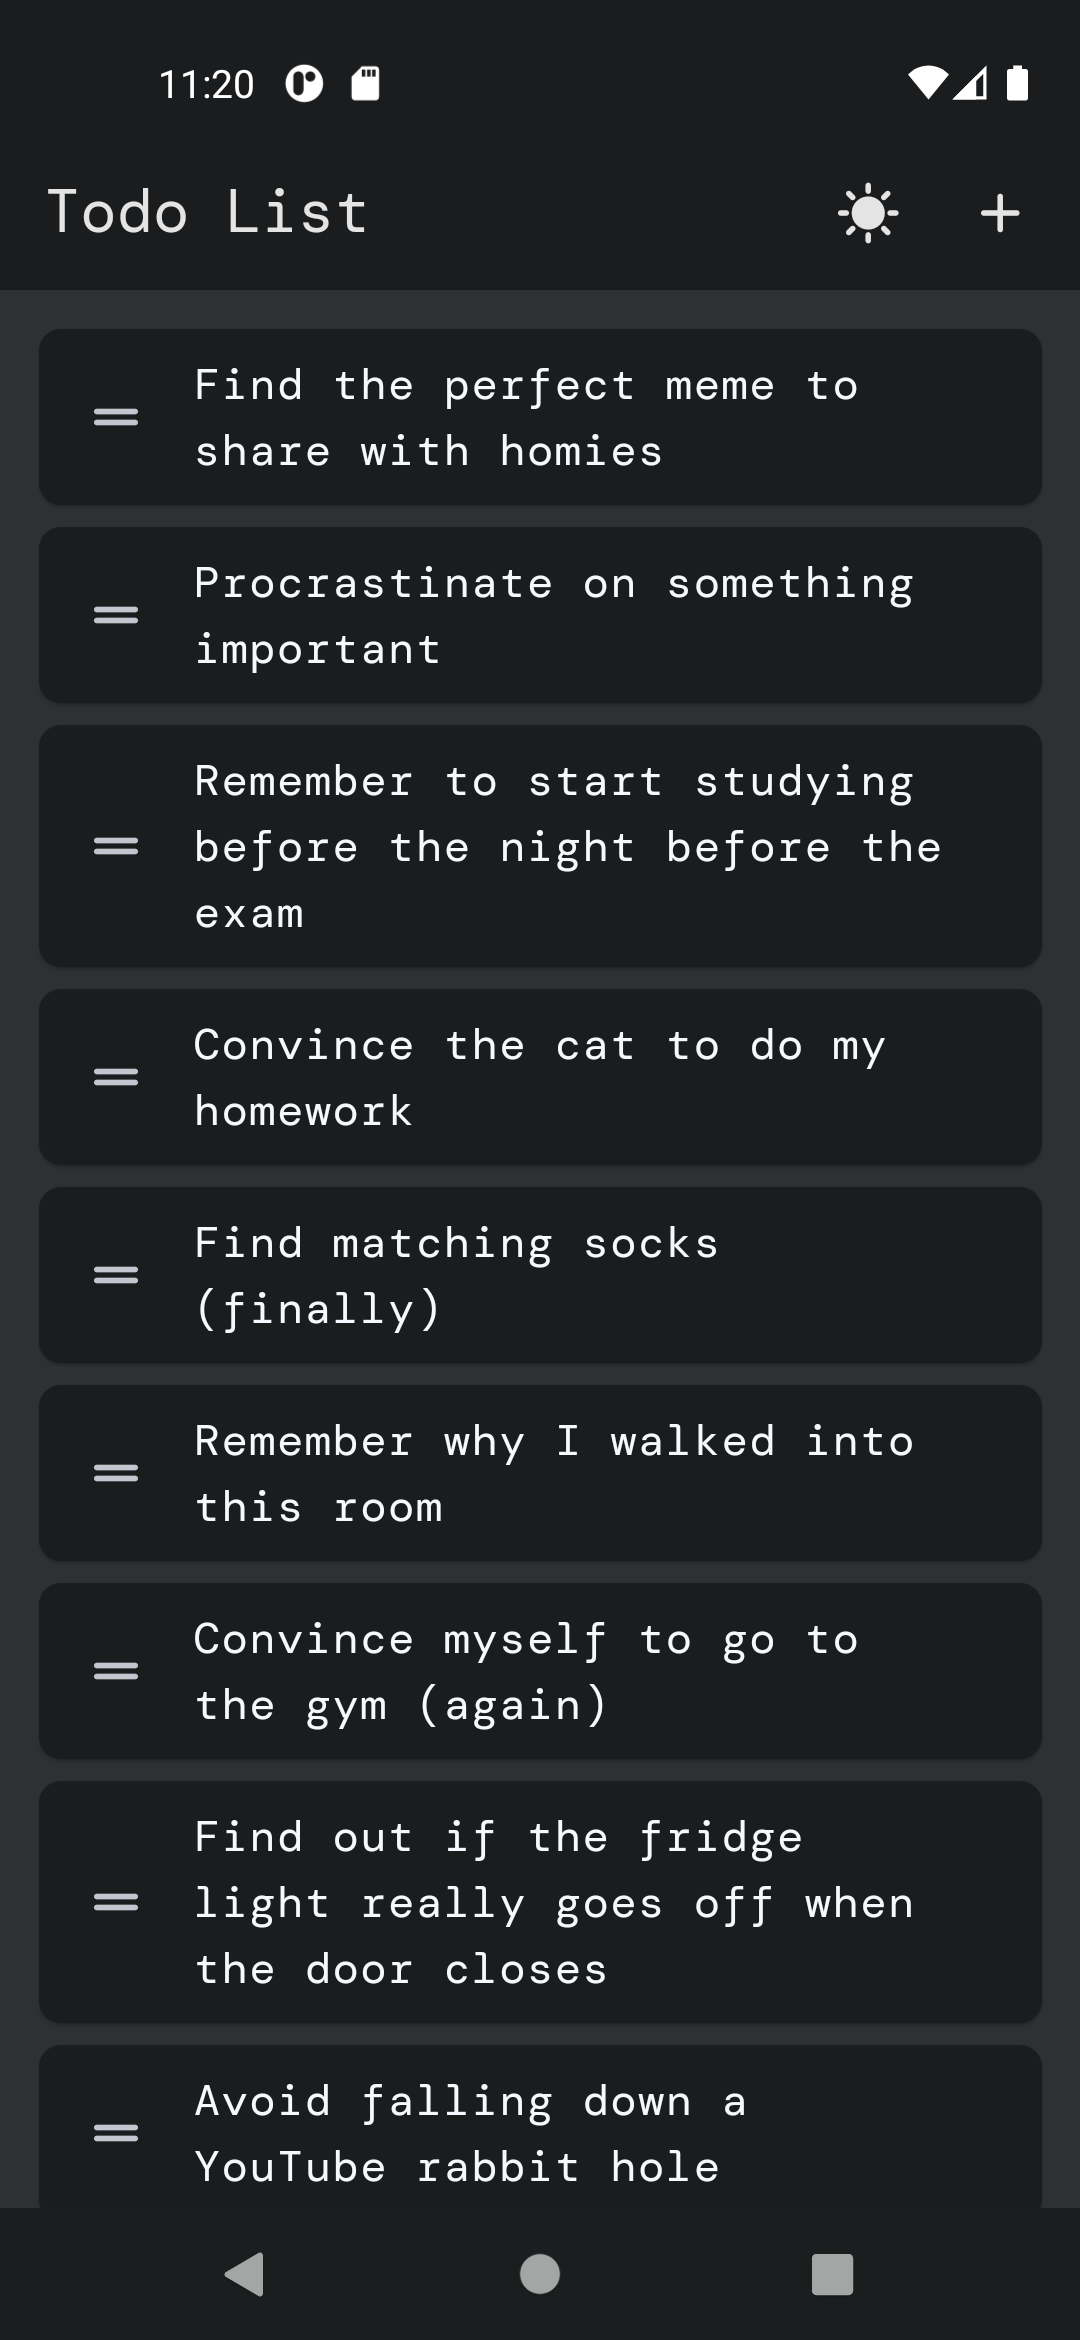 11:20
Todo List
Find the perfect meme to
share with homies
Procrastinate on something
important
Remember to start studying
before the night before the
exam
Convince the cat to do my
homework
Find matching socks
(finally)
Remember why I walked into
this room
Convince myself to go to
the gym (again)
Find out if the fridge
light really goes off when
the door closes
Avoid falling down a
YouTube rabbit hole